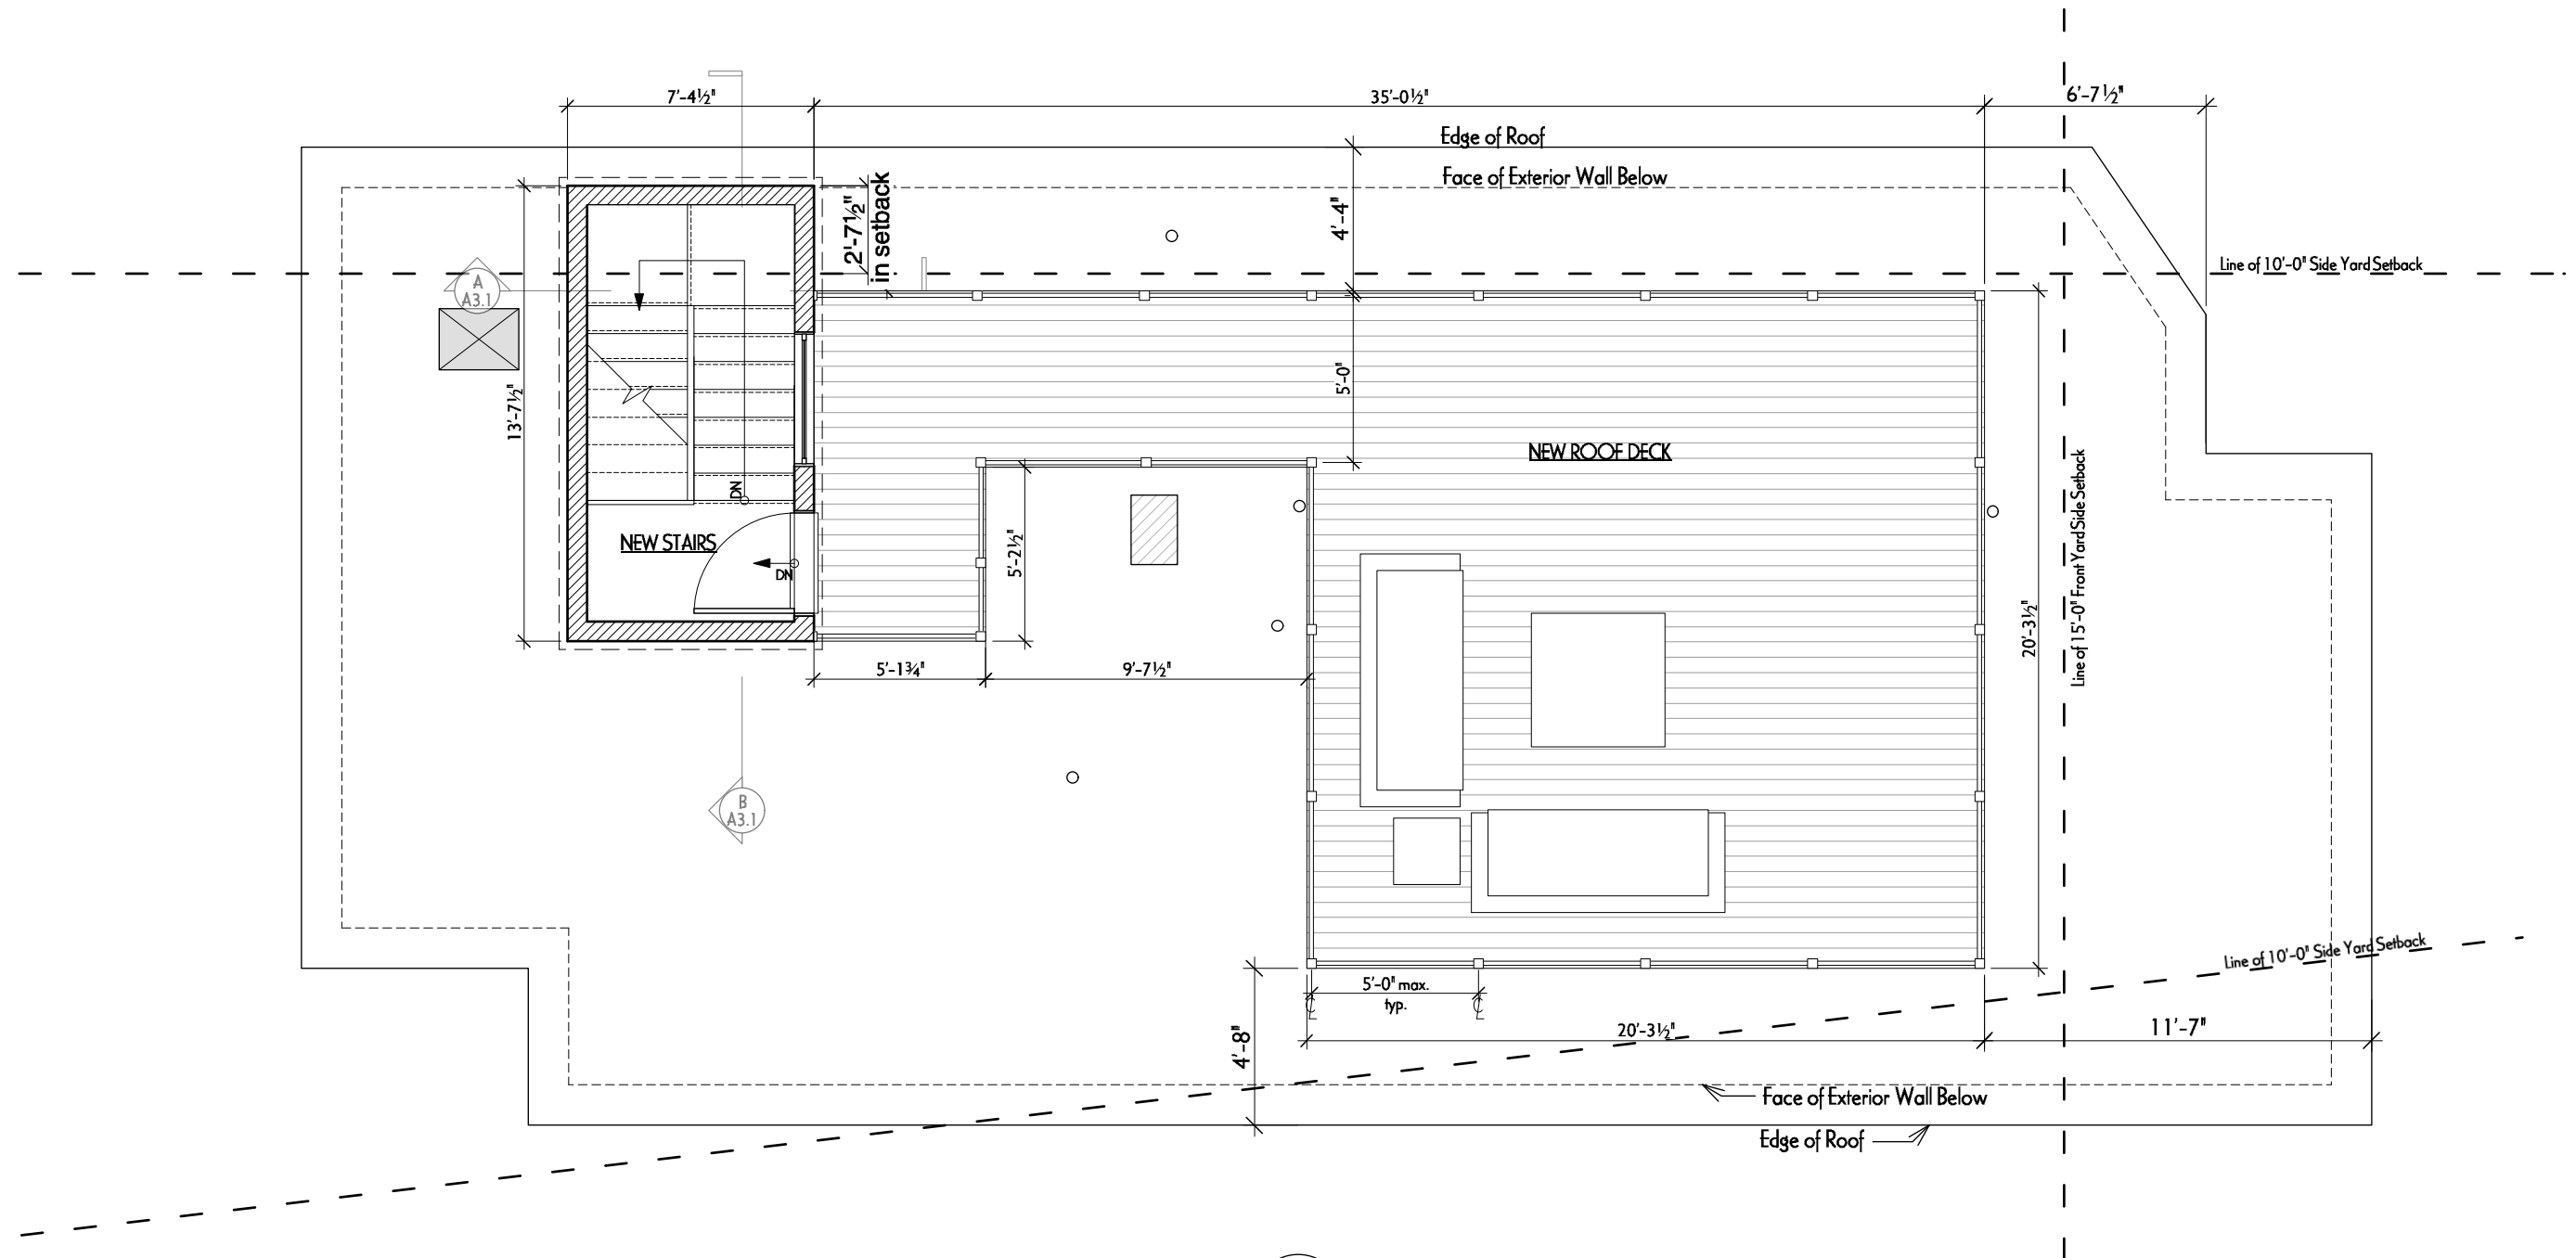 7'-4½"
35'-0½"
6'-7½"
Edge of Roof
Face of Exterior Wall Below
2'-7½"
in setback
4'-4"
Line of 10'-0" Side Yard Setback
A
A3.1
13'-7½"
5'-0"
NEW ROOF DECK
DN
NEW STAIRS
DN
5'-2½"
Line of 15'-0" Front Yard Side Setback
20'-3½"
5'-1¾"
9'-7½"
B
A3.1
Line of 10'-0" Side Yard Setback
5'-0" max.
typ.
CL
CL
4'-8"
20'-3½"
11'-7"
Face of Exterior Wall Below
Edge of Roof